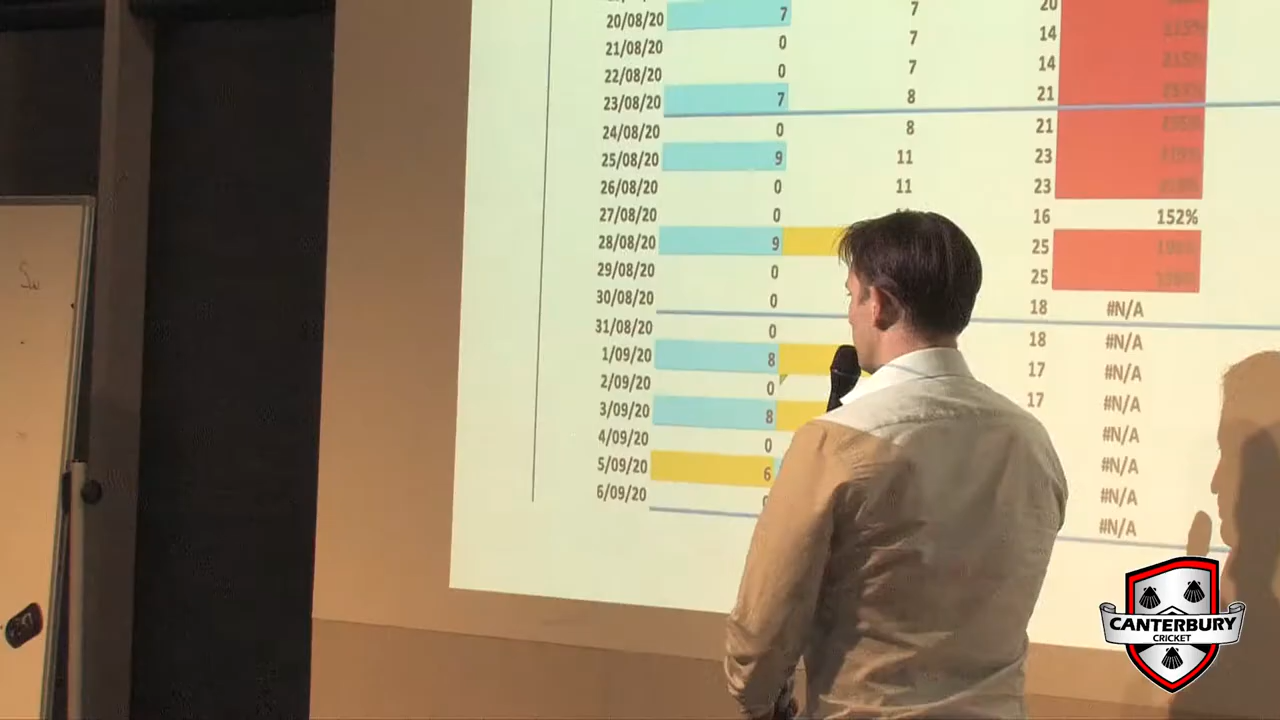 20/08/20 7 7 20
21/08/20 0 7 14
22/08/20 0 7 14
23/08/20 7 8 21
24/08/20 0 8 21
25/08/20 9 11 23
26/08/20 0 11 23
27/08/20 0 16 152%
28/08/20 9 25
29/08/20 0 25
30/08/20 0 18 #N/A
31/08/20 0 18 #N/A
1/09/20 8 17 #N/A
2/09/20 0 17 #N/A
3/09/20 8 #N/A
4/09/20 0 #N/A
5/09/20 6 #N/A
6/09/20 #N/A
Sw
CANTERBURY
CRICKET